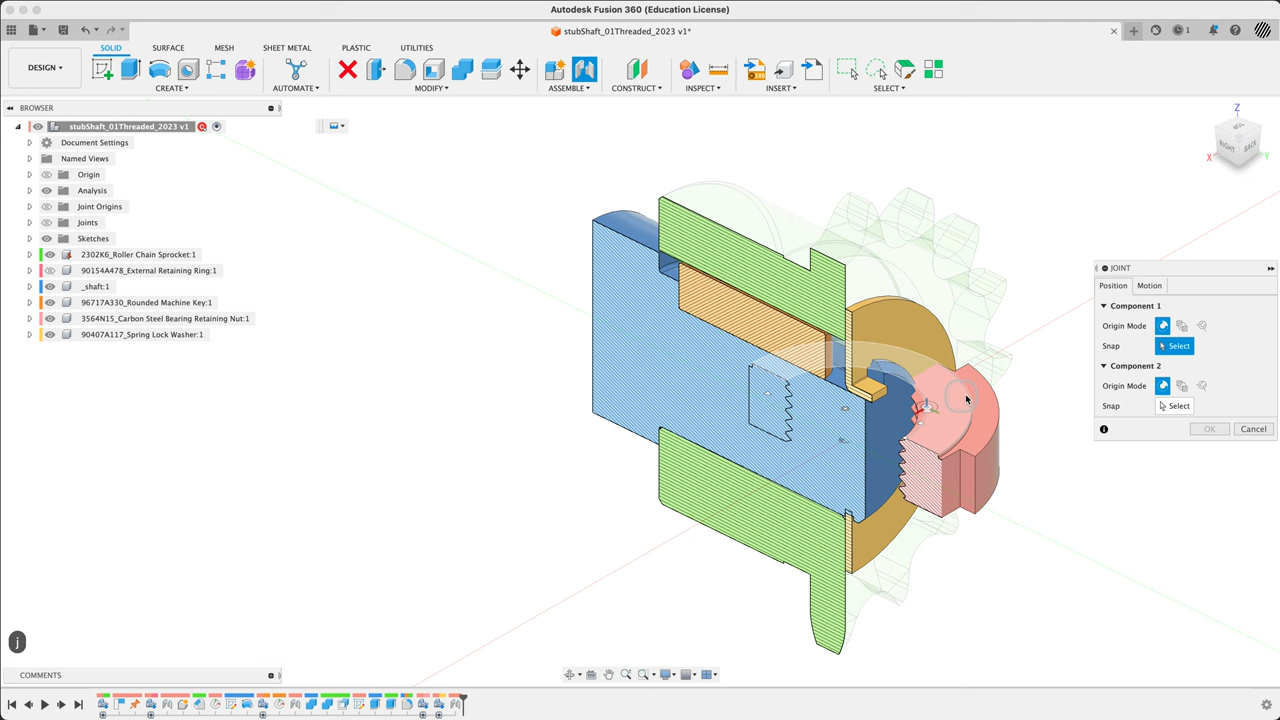 Autodesk Fusion 360 (Education License)
stubShaft_01Threaded_2023 v1*
1
DESIGN
SOLID
SURFACE
MESH
SHEET METAL
PLASTIC
UTILITIES
CREATE
AUTOMATE
MODIFY
ASSEMBLE
CONSTRUCT
INSPECT
INSERT
SELECT
BROWSER
stubShaft_01Threaded_2023 v1
Document Settings
Named Views
Origin
Analysis
Joint Origins
Joints
Sketches
2302K6_Roller Chain Sprocket:1
90154A478_External Retaining Ring:1
_shaft:1
96717A330_Rounded Machine Key:1
3564N15_Carbon Steel Bearing Retaining Nut:1
90407A117_Spring Lock Washer:1
Z
RIGHT
BACK
X
Y
JOINT
Position
Motion
Component 1
Origin Mode
Snap
Select
Component 2
Origin Mode
Snap
Select
OK
Cancel
j
COMMENTS